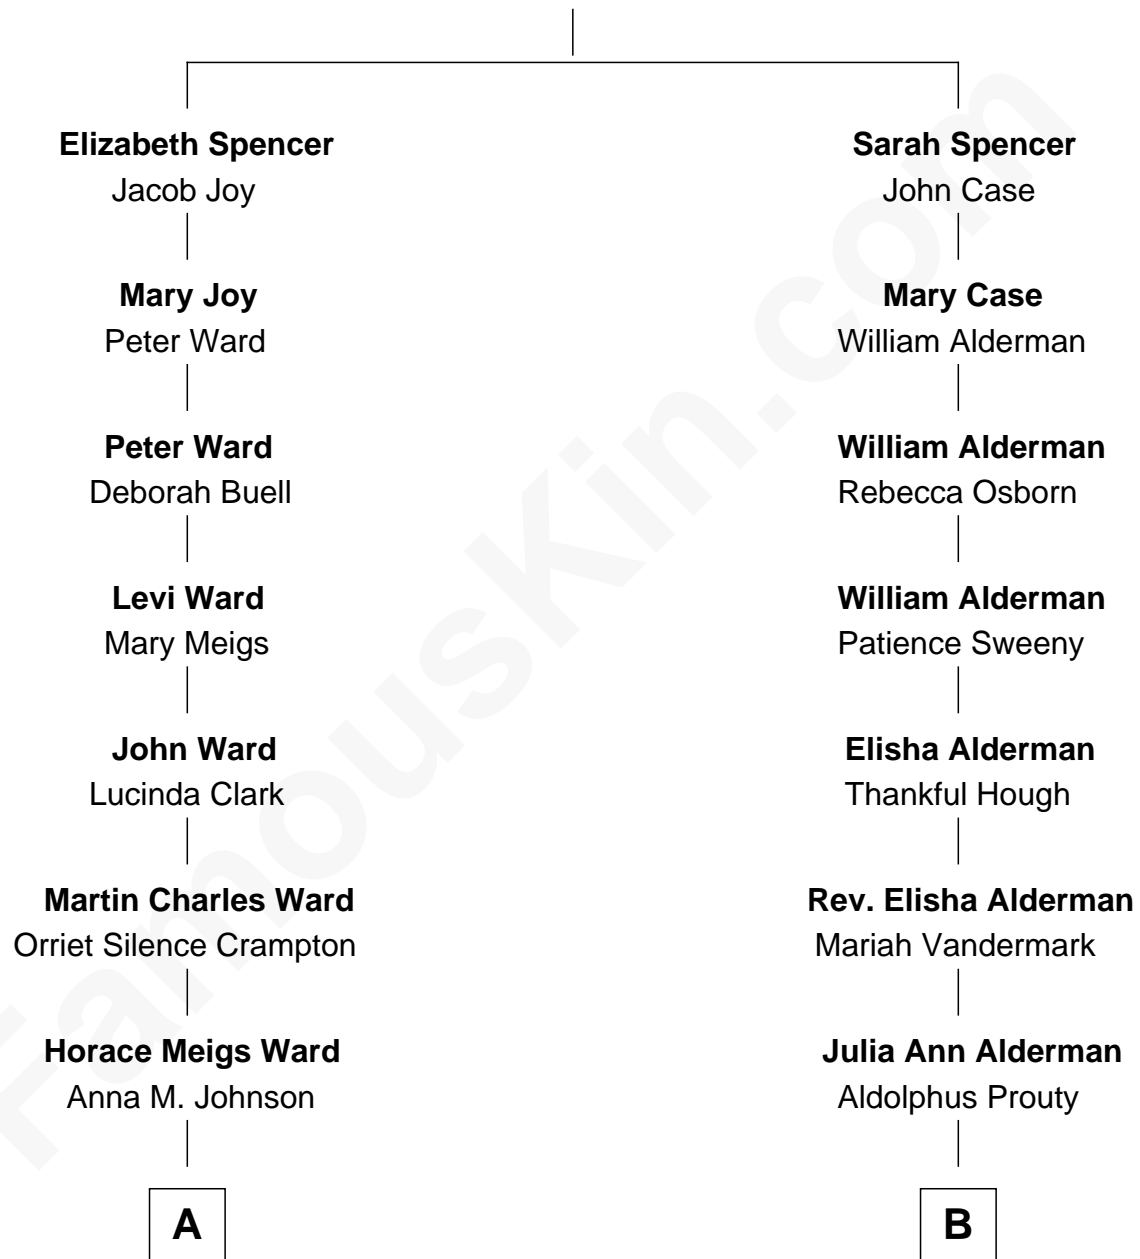 Elizabeth Spencer
Jacob Joy
Mary Joy
Peter Ward
Peter Ward
Deborah Buell
Levi Ward
Mary Meigs
John Ward
Lucinda Clark
Martin Charles Ward
Orriet Silence Crampton
Horace Meigs Ward
Anna M. Johnson
A
Sarah Spencer
John Case
Mary Case
William Alderman
William Alderman
Rebecca Osborn
William Alderman
Patience Sweeny
Elisha Alderman
Thankful Hough
Rev. Elisha Alderman
Mariah Vandermark
Julia Ann Alderman
Aldolphus Prouty
B
FamousKin.com